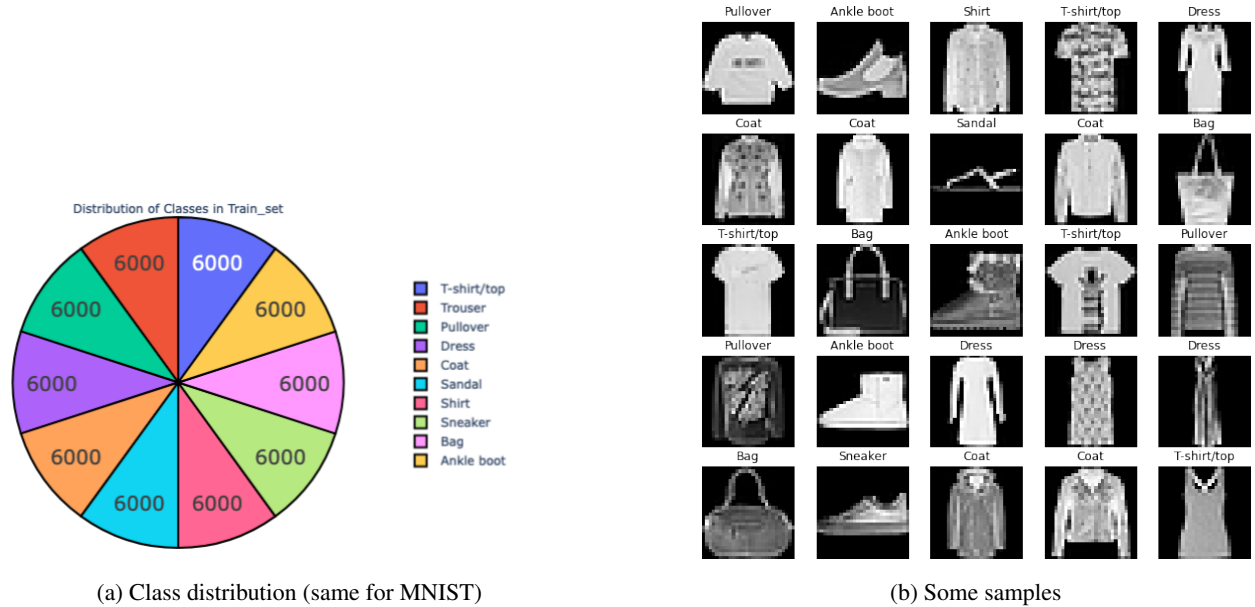 Distribution of Classes in Train_set
6000
6000
6000
6000
6000
6000
6000
6000
6000
6000
T-shirt/top
Trouser
Pullover
Dress
Coat
Sandal
Shirt
Sneaker
Bag
Ankle boot
(a) Class distribution (same for MNIST)
Pullover Ankle boot Shirt T-shirt/top Dress
Coat Coat Sandal Coat Bag
T-shirt/top Bag Ankle boot T-shirt/top Pullover
Pullover Ankle boot Dress Dress Dress
Bag Sneaker Coat Coat T-shirt/top
(b) Some samples